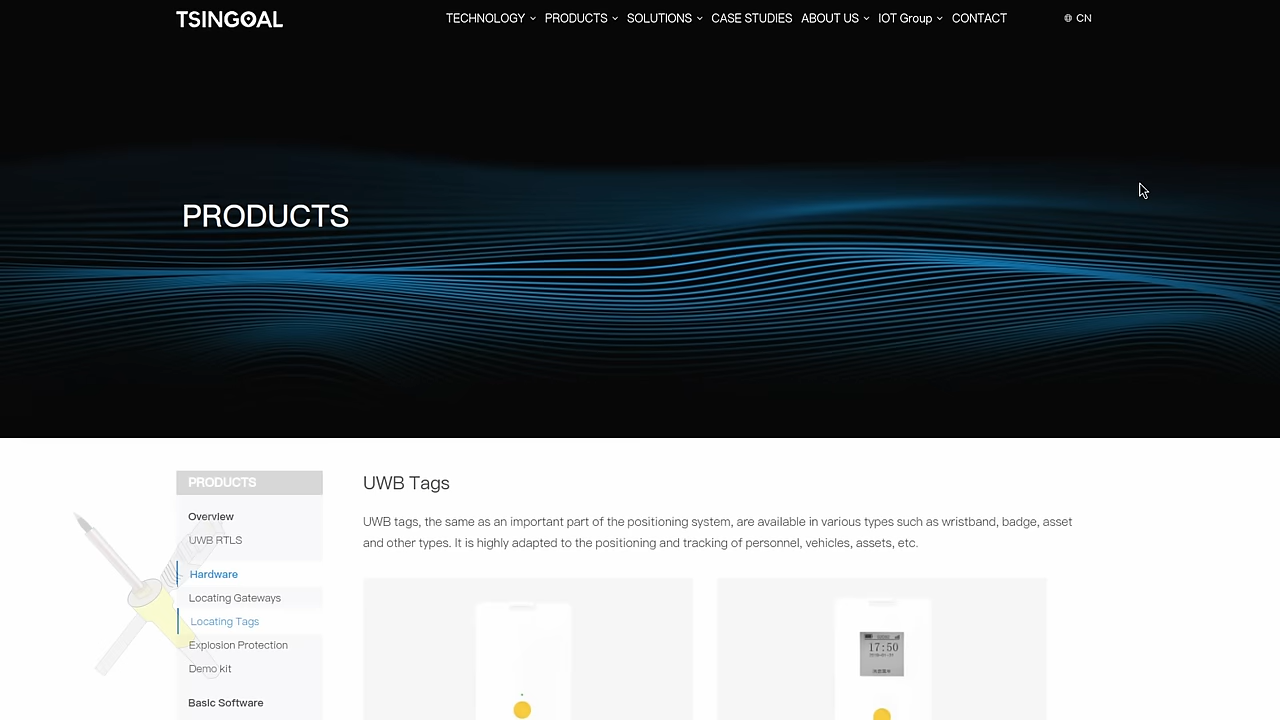 TSINGOAL
TECHNOLOGY PRODUCTS SOLUTIONS CASE STUDIES ABOUT US IOT Group CONTACT CN
PRODUCTS
PRODUCTS
Overview
UWB RTLS
Hardware
Locating Gateways
Locating Tags
Explosion Protection
Demo kit
Basic Software
UWB Tags
UWB tags, the same as an important part of the positioning system, are available in various types such as wristband, badge, asset
and other types. It is highly adapted to the positioning and tracking of personnel, vehicles, assets, etc.
17:50